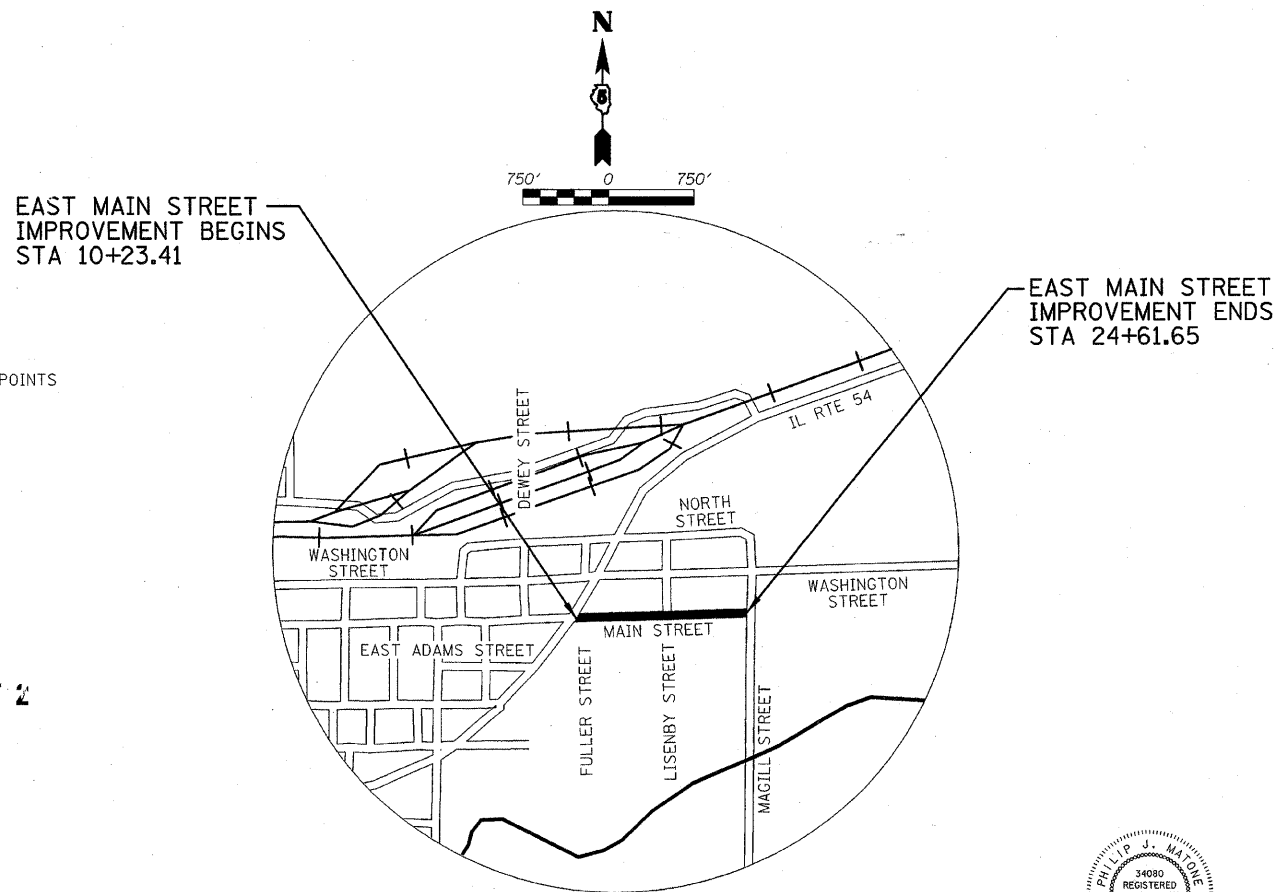 N
5
750' 0 750'
EAST MAIN STREET
IMPROVEMENT BEGINS
STA 10+23.41
EAST MAIN STREET
IMPROVEMENT ENDS
STA 24+61.65
POINTS
DEWEY STREET
IL RTE 54
NORTH
STREET
WASHINGTON
STREET
WASHINGTON
STREET
MAIN STREET
EAST ADAMS STREET
2
FULLER STREET
LISENBY STREET
MAGILL STREET
PHILIP J. MATONE
34080
REGISTERED